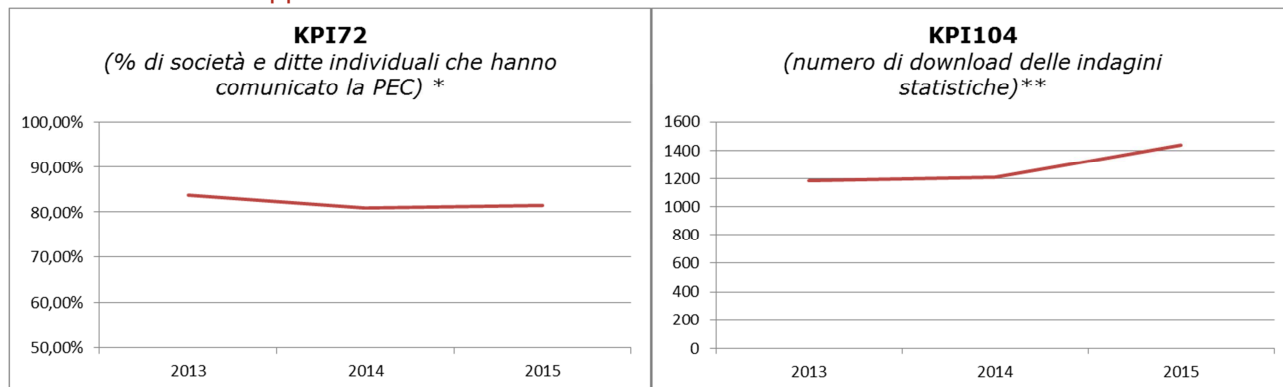 KPI72
(% di società e ditte individuali che hanno
comunicato la PEC) *
100,00%
90,00%
80,00%
70,00%
60,00%
50,00%
2013 2014 2015
KPI104
(numero di download delle indagini
statistiche)**
1600
1400
1200
1000
800
600
400
200
0
2013 2014 2015